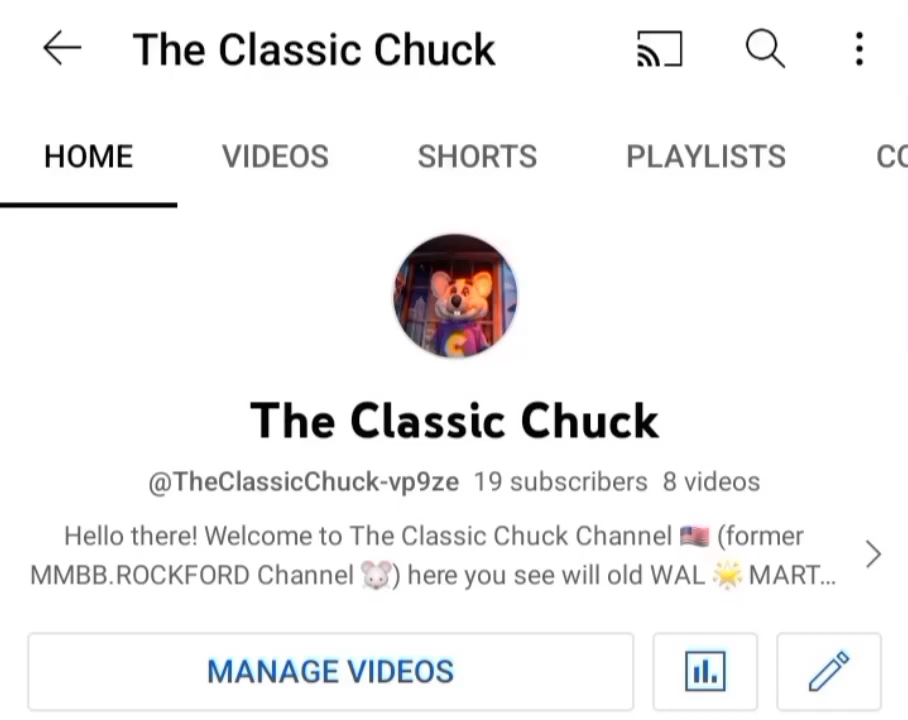 The Classic Chuck
HOME VIDEOS SHORTS PLAYLISTS CO
The Classic Chuck
@TheClassicChuck-vp9ze 19 subscribers 8 videos
Hello there! Welcome to The Classic Chuck Channel 🇺🇸 (former
MMBB.ROCKFORD Channel 🐭) here you see will old WAL 🌟 MART...
MANAGE VIDEOS